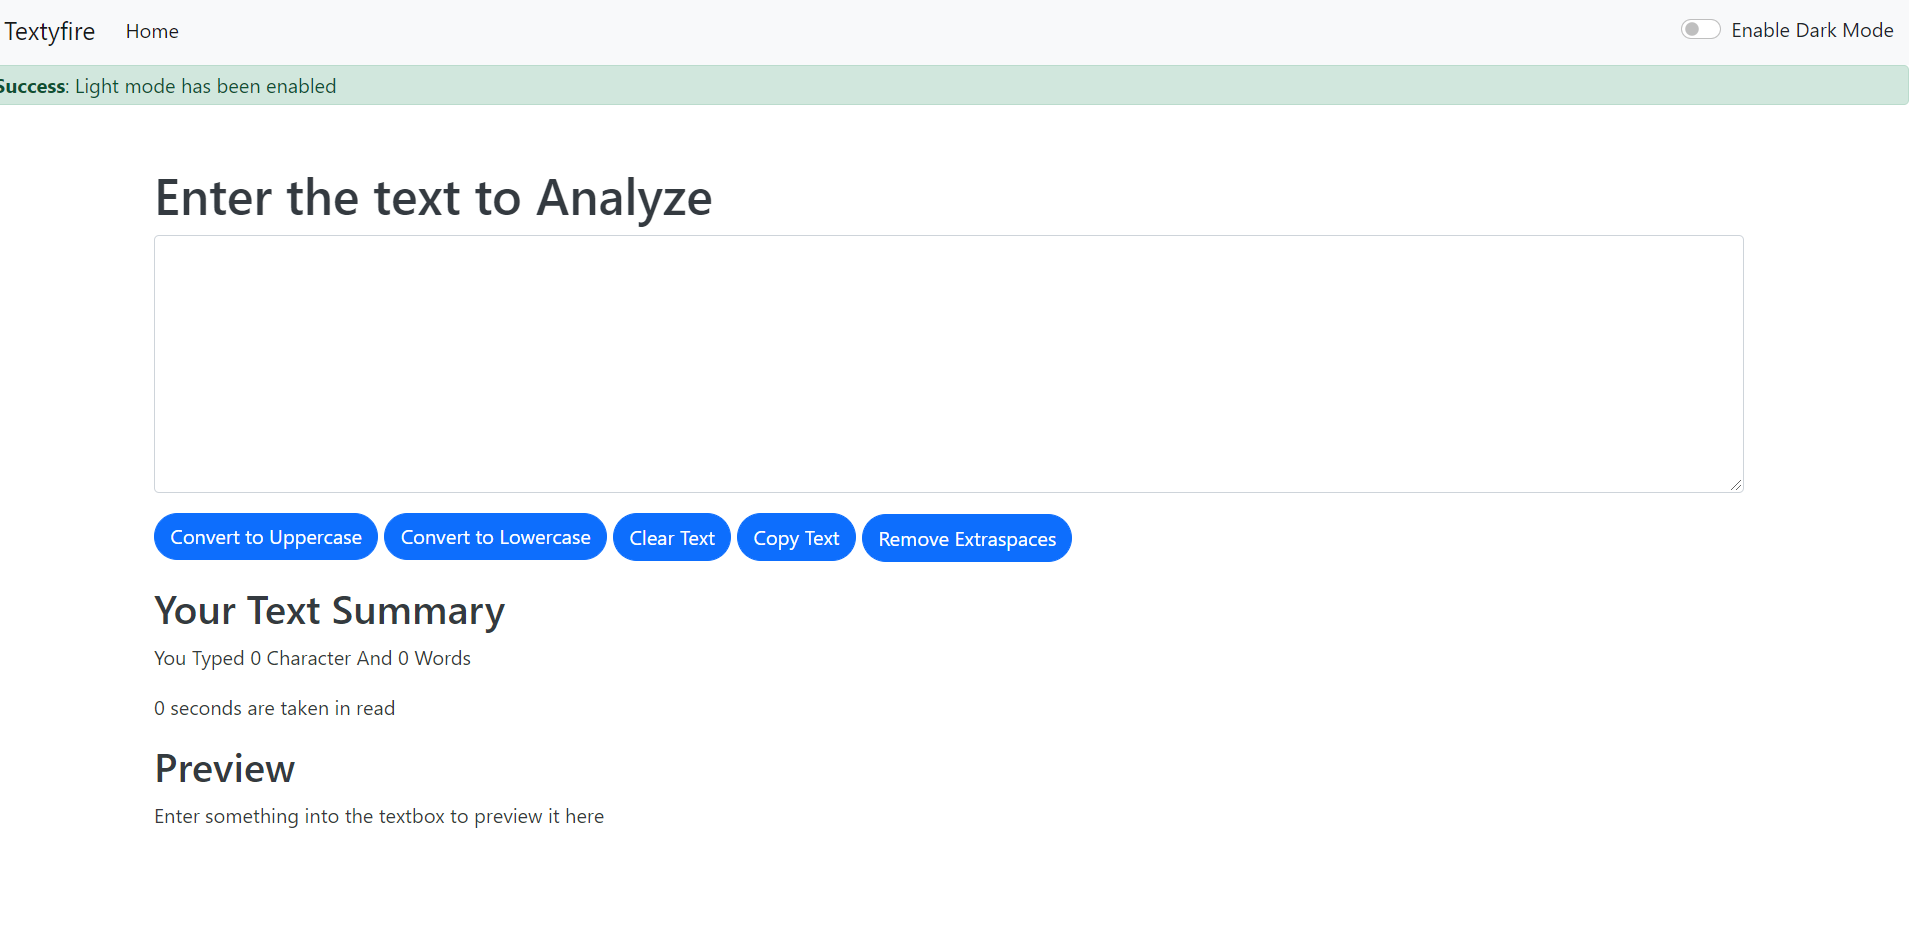 Textyfire Home Enable Dark Mode
Success: Light mode has been enabled
Enter the text to Analyze
Convert to Uppercase Convert to Lowercase Clear Text Copy Text Remove Extraspaces
Your Text Summary
You Typed 0 Character And 0 Words
0 seconds are taken in read
Preview
Enter something into the textbox to preview it here